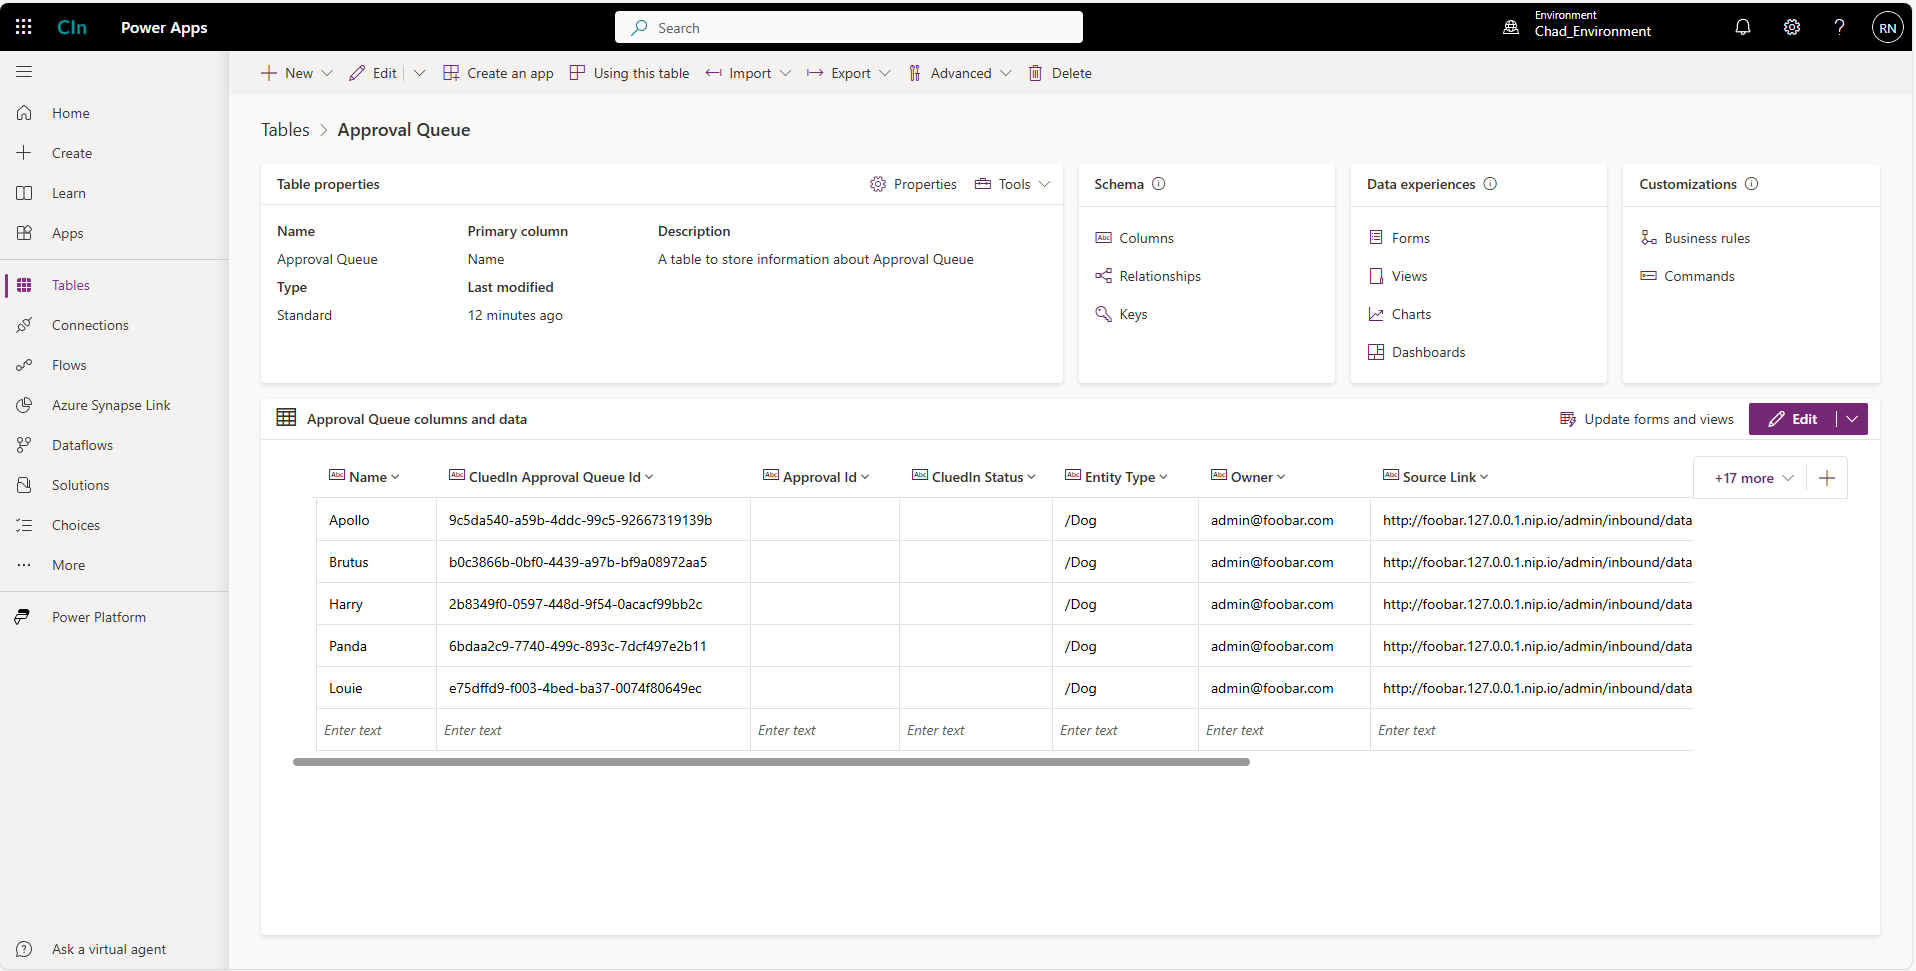 CIn Power Apps Search Environment
Chad_Environment RN
New Edit Create an app Using this table Import Export Advanced Delete
Home
Create
Learn
Apps
Tables
Connections
Flows
Azure Synapse Link
Dataflows
Solutions
Choices
More
Power Platform
Ask a virtual agent
Tables > Approval Queue
Table properties Properties Tools
Name Primary column Description
Approval Queue Name A table to store information about Approval Queue
Type Last modified
Standard 12 minutes ago
Schema
Columns
Relationships
Keys
Data experiences
Forms
Views
Charts
Dashboards
Customizations
Business rules
Commands
Approval Queue columns and data Update forms and views Edit
Abc Name Abc CluedIn Approval Queue Id Abc Approval Id Abc CluedIn Status Abc Entity Type Abc Owner Abc Source Link +17 more
Apollo 9c5da540-a59b-4ddc-99c5-92667319139b /Dog admin@foobar.com http://foobar.127.0.0.1.nip.io/admin/inbound/data
Brutus b0c3866b-0bf0-4439-a97b-bf9a08972aa5 /Dog admin@foobar.com http://foobar.127.0.0.1.nip.io/admin/inbound/data
Harry 2b8349f0-0597-448d-9f54-0acacf99bb2c /Dog admin@foobar.com http://foobar.127.0.0.1.nip.io/admin/inbound/data
Panda 6bdaa2c9-7740-499c-893c-7dcf497e2b11 /Dog admin@foobar.com http://foobar.127.0.0.1.nip.io/admin/inbound/data
Louie e75dffd9-f003-4bed-ba37-0074f80649ec /Dog admin@foobar.com http://foobar.127.0.0.1.nip.io/admin/inbound/data
Enter text Enter text Enter text Enter text Enter text Enter text Enter text